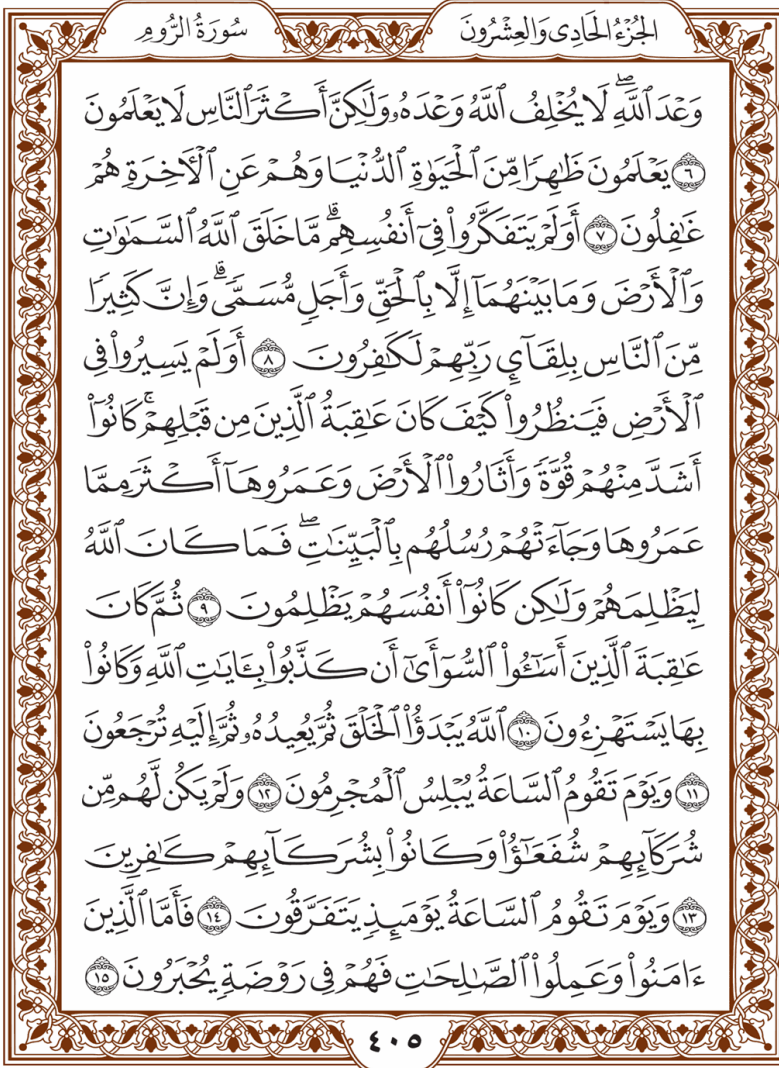 الجُزْءُ الحَادِي وَالعِشْرُونَ
سُورَةُ الرُّومِ
وَعْدَ ٱللَّهِۖ لَا يُخْلِفُ ٱللَّهُ وَعْدَهُۥ وَلَٰكِنَّ أَكْثَرَ ٱلنَّاسِ لَا يَعْلَمُونَ
٦ يَعْلَمُونَ ظَٰهِرًا مِّنَ ٱلْحَيَوٰةِ ٱلدُّنْيَا وَهُمْ عَنِ ٱلْأٓخِرَةِ هُمْ
غَٰفِلُونَ ٧ أَوَلَمْ يَتَفَكَّرُوا۟ فِىٓ أَنفُسِهِمۗ مَّا خَلَقَ ٱللَّهُ ٱلسَّمَٰوَٰتِ
وَٱلْأَرْضَ وَمَا بَيْنَهُمَآ إِلَّا بِٱلْحَقِّ وَأَجَلٍ مُّسَمًّىۗ وَإِنَّ كَثِيرًا
مِّنَ ٱلنَّاسِ بِلِقَآئِ رَبِّهِمْ لَكَٰفِرُونَ ٨ أَوَلَمْ يَسِيرُوا۟ فِى
ٱلْأَرْضِ فَيَنظُرُوا۟ كَيْفَ كَانَ عَٰقِبَةُ ٱلَّذِينَ مِن قَبْلِهِمْۚ كَانُوٓا۟
أَشَدَّ مِنْهُمْ قُوَّةً وَأَثَارُوا۟ ٱلْأَرْضَ وَعَمَرُوهَآ أَكْثَرَ مِمَّا
عَمَرُوهَا وَجَآءَتْهُمْ رُسُلُهُم بِٱلْبَيِّنَٰتِۖ فَمَا كَانَ ٱللَّهُ
لِيَظْلِمَهُمْ وَلَٰكِن كَانُوٓا۟ أَنفُسَهُمْ يَظْلِمُونَ ٩ ثُمَّ كَانَ
عَٰقِبَةَ ٱلَّذِينَ أَسَٰٓـُٔوا۟ ٱلسُّوٓأَىٰٓ أَن كَذَّبُوا۟ بِـَٔايَٰتِ ٱللَّهِ وَكَانُوا۟
بِهَا يَسْتَهْزِءُونَ ١٠ ٱللَّهُ يَبْدَؤُا۟ ٱلْخَلْقَ ثُمَّ يُعِيدُهُۥ ثُمَّ إِلَيْهِ تُرْجَعُونَ
١١ وَيَوْمَ تَقُومُ ٱلسَّاعَةُ يُبْلِسُ ٱلْمُجْرِمُونَ ١٢ وَلَمْ يَكُن لَّهُم مِّن
شُرَكَآئِهِمْ شُفَعَٰٓؤُا۟ وَكَانُوا۟ بِشُرَكَآئِهِمْ كَٰفِرِينَ
١٣ وَيَوْمَ تَقُومُ ٱلسَّاعَةُ يَوْمَئِذٍ يَتَفَرَّقُونَ ١٤ فَأَمَّا ٱلَّذِينَ
ءَامَنُوا۟ وَعَمِلُوا۟ ٱلصَّٰلِحَٰتِ فَهُمْ فِى رَوْضَةٍ يُحْبَرُونَ ١٥
٤٠٥